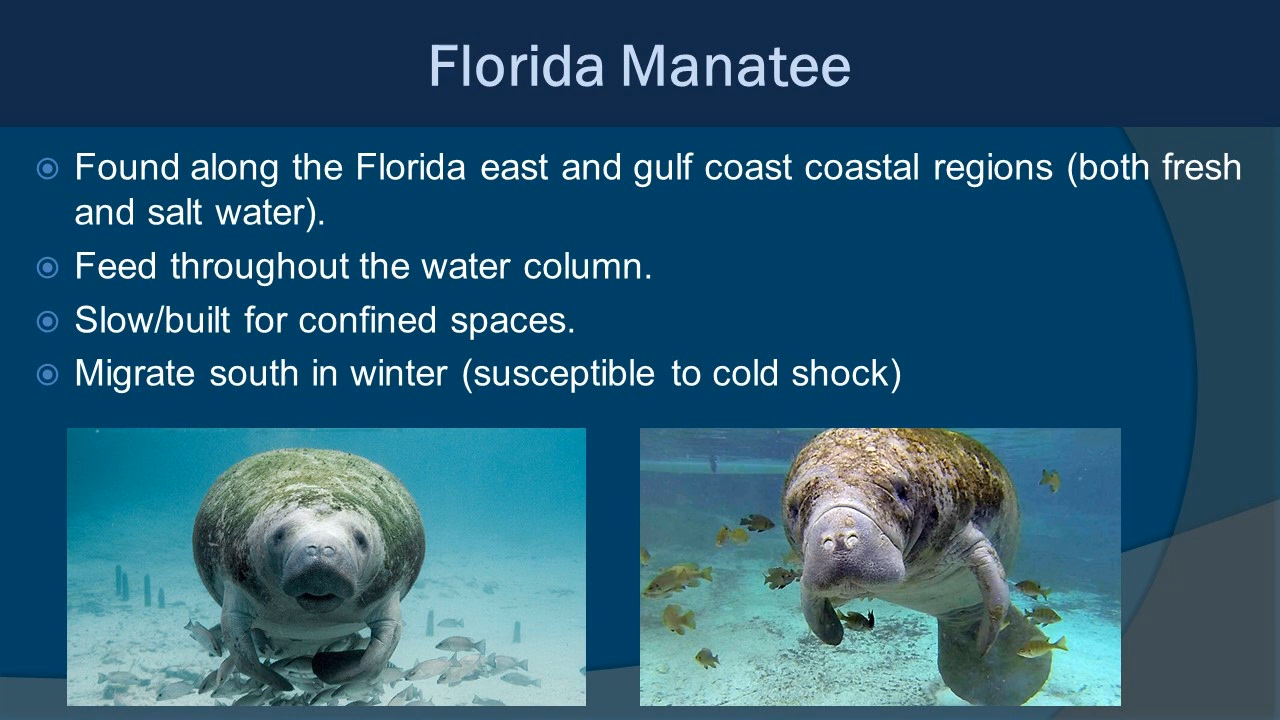 Florida Manatee
Found along the Florida east and gulf coast coastal regions (both fresh
and salt water).
Feed throughout the water column.
Slow/built for confined spaces.
Migrate south in winter (susceptible to cold shock)